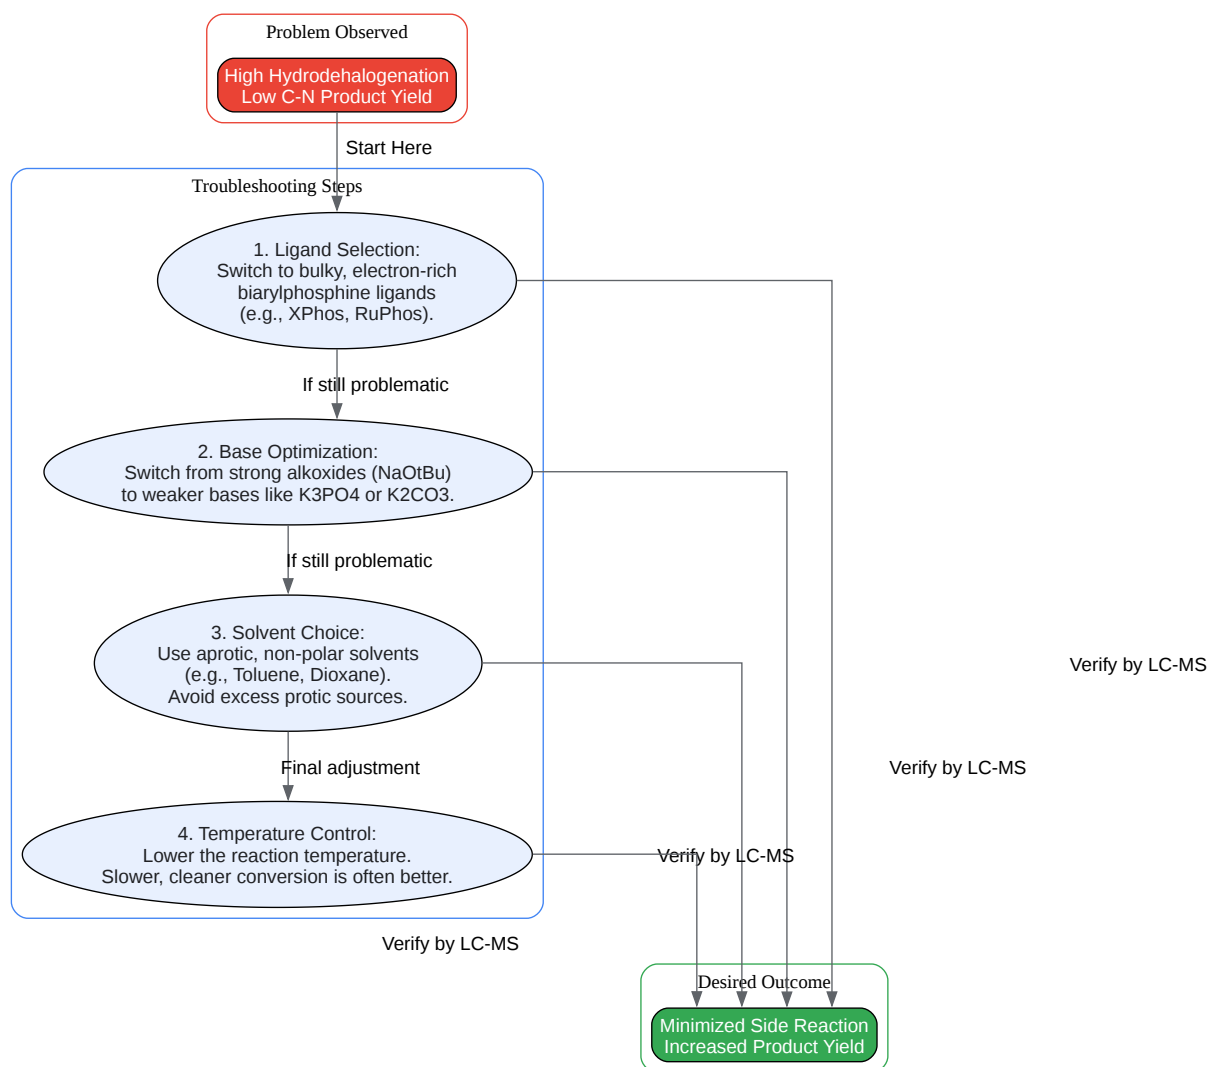 Problem Observed
High Hydrodehalogenation
Low C-N Product Yield
Start Here
Troubleshooting Steps
1. Ligand Selection:
Switch to bulky, electron-rich
biarylphosphine ligands
(e.g., XPhos, RuPhos).
If still problematic
2. Base Optimization:
Switch from strong alkoxides (NaOtBu)
to weaker bases like K3PO4 or K2CO3.
If still problematic
3. Solvent Choice:
Use aprotic, non-polar solvents
(e.g., Toluene, Dioxane).
Avoid excess protic sources.
Verify by LC-MS
Final adjustment
Verify by LC-MS
4. Temperature Control:
Lower the reaction temperature.
Slower, cleaner conversion is often better.
Verify by LC-MS
Verify by LC-MS
Desired Outcome
Minimized Side Reaction
Increased Product Yield